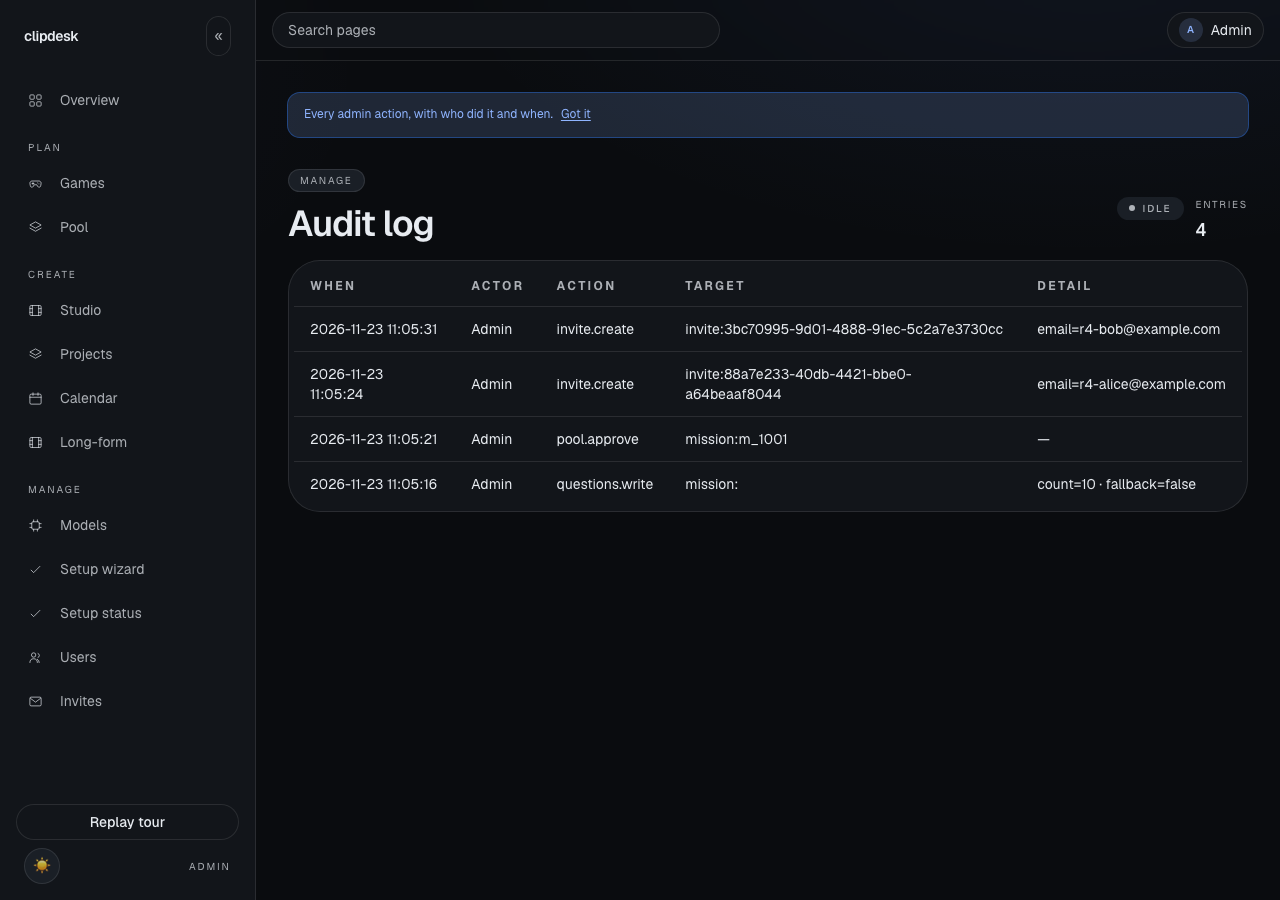 clipdesk
«
Search pages
A
Admin
Overview
PLAN
Games
Pool
CREATE
Studio
Projects
Calendar
Long-form
MANAGE
Models
Setup wizard
Setup status
Users
Invites
Replay tour
ADMIN
Every admin action, with who did it and when. Got it
MANAGE
Audit log
IDLE
ENTRIES
4
WHEN ACTOR ACTION TARGET DETAIL
2026-11-23 11:05:31 Admin invite.create invite:3bc70995-9d01-4888-91ec-5c2a7e3730cc email=r4-bob@example.com
2026-11-23
11:05:24
Admin invite.create
invite:88a7e233-40db-4421-bbe0-
a64beaaf8044
email=r4-alice@example.com
2026-11-23 11:05:21 Admin pool.approve mission:m_1001 —
2026-11-23 11:05:16 Admin questions.write mission: count=10 · fallback=false